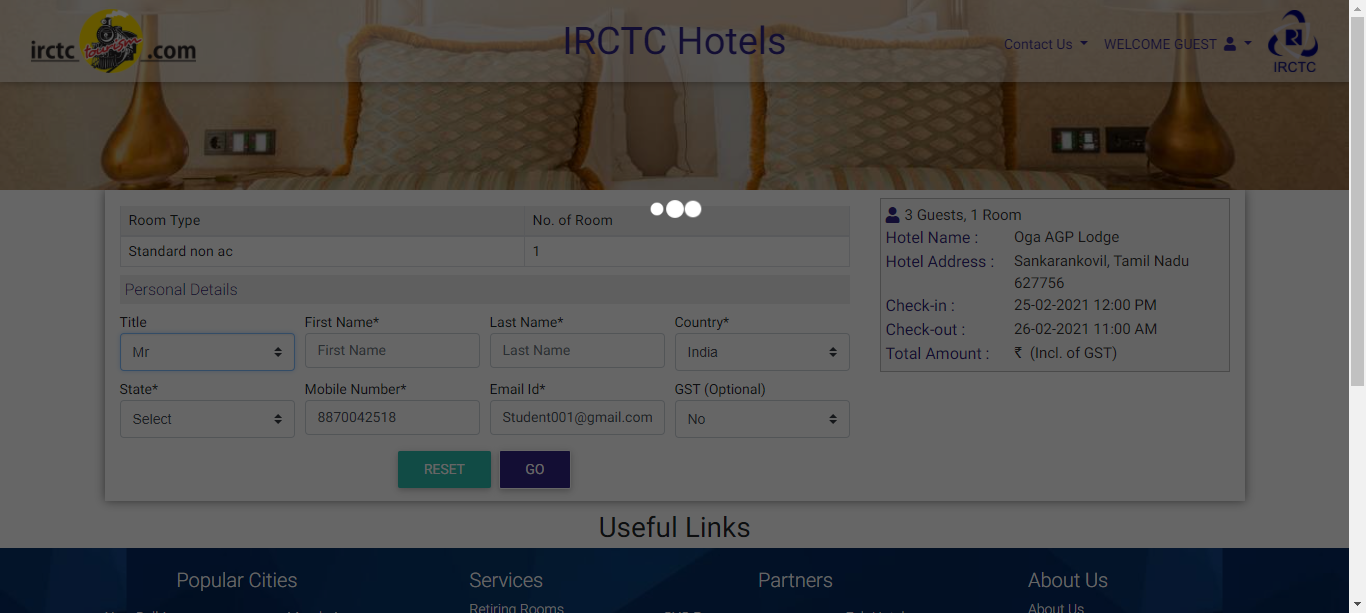 irctc tourism .com
IRCTC Hotels
Contact Us
WELCOME GUEST
IRCTC
Room Type
No. of Room
Standard non ac
1
Personal Details
Title
First Name*
Last Name*
Country*
Mr
First Name
Last Name
India
State*
Mobile Number*
Email Id*
GST (Optional)
Select
8870042518
Student001@gmail.com
No
RESET
GO
3 Guests, 1 Room
Hotel Name : Oga AGP Lodge
Hotel Address : Sankarankovil, Tamil Nadu
627756
Check-in : 25-02-2021 12:00 PM
Check-out : 26-02-2021 11:00 AM
Total Amount : ₹ (Incl. of GST)
Useful Links
Popular Cities
Services
Partners
About Us
Retiring Rooms
About Us